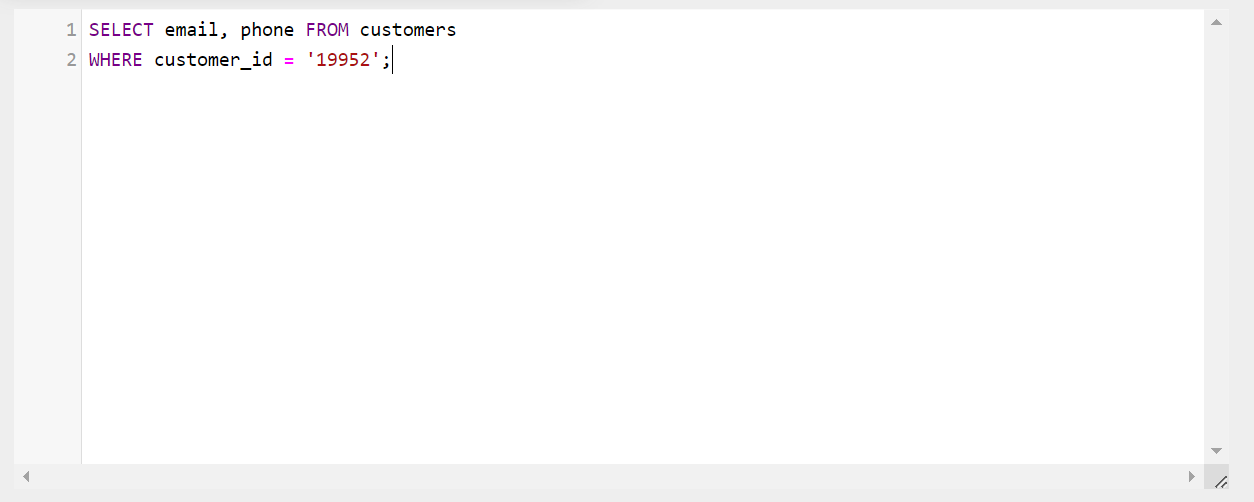 1 SELECT email, phone FROM customers
2 WHERE customer_id = '19952';